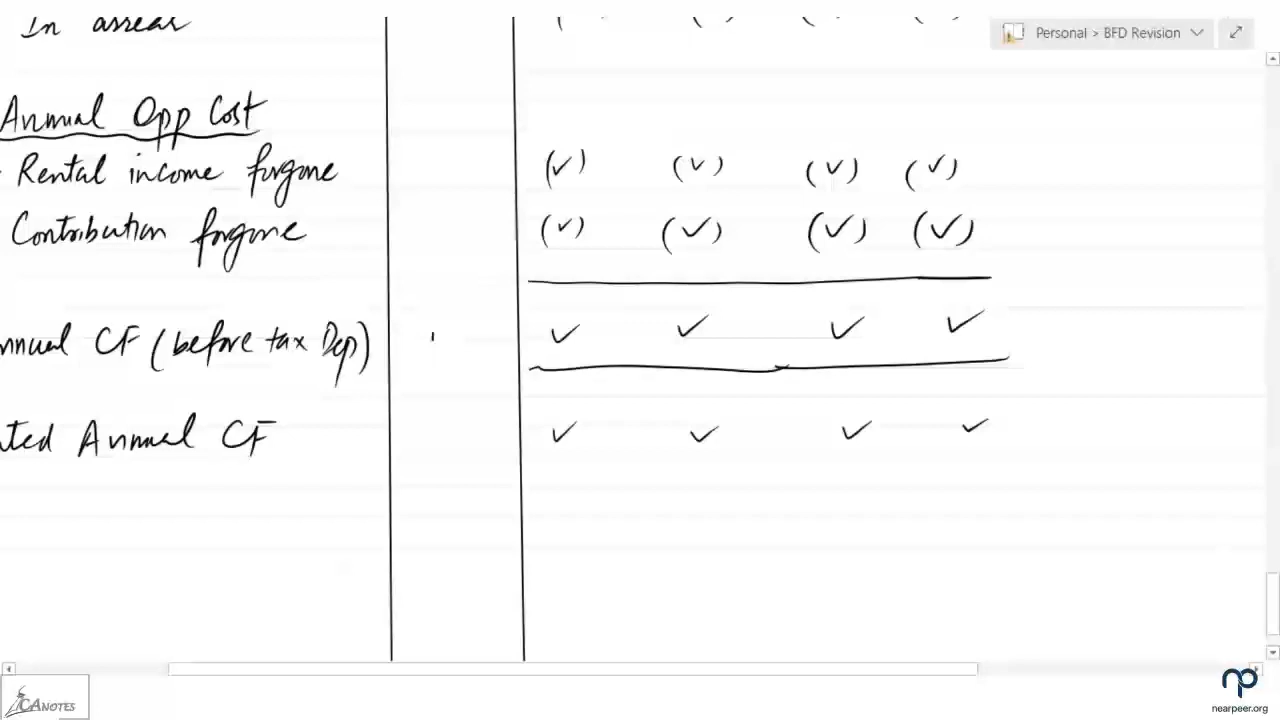 In arrear
Personal > BFD Revision
Annual Opp Cost
- Rental income forgone (✓) (✓) (✓) (✓)
Contribution forgone (✓) (✓) (✓) (✓)
nnual CF (before tax Dep) ✓ ✓ ✓ ✓
ted Annual CF ✓ ✓ ✓ ✓
CANOTES
np
nearpeer.org